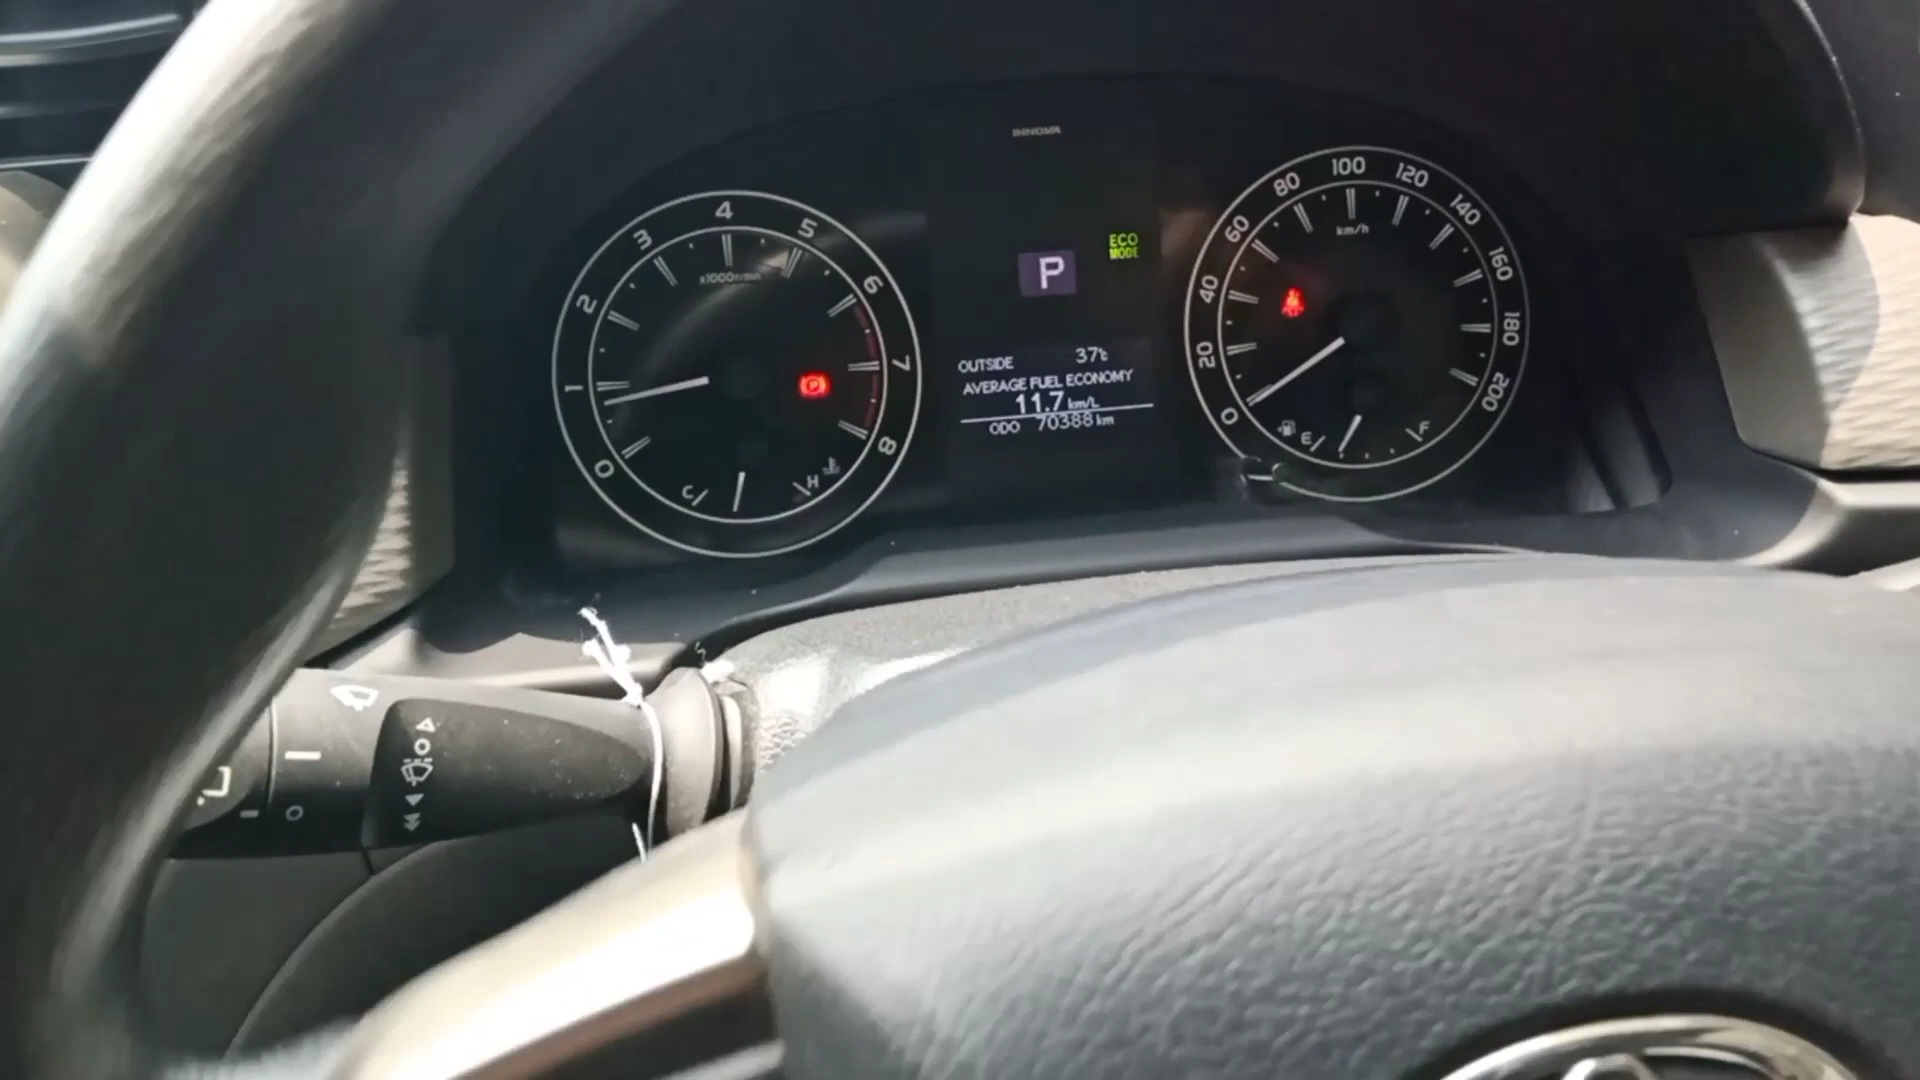 INNOVA
ECO
MODE
P
OUTSIDE 37℃
AVERAGE FUEL ECONOMY
11.7 km/L
ODO 70388 km
0 1 2 3 4 5 6 7 8
x1000r/min
C H
0 20 40 60 80 100 120 140 160 180 200
km/h
E F